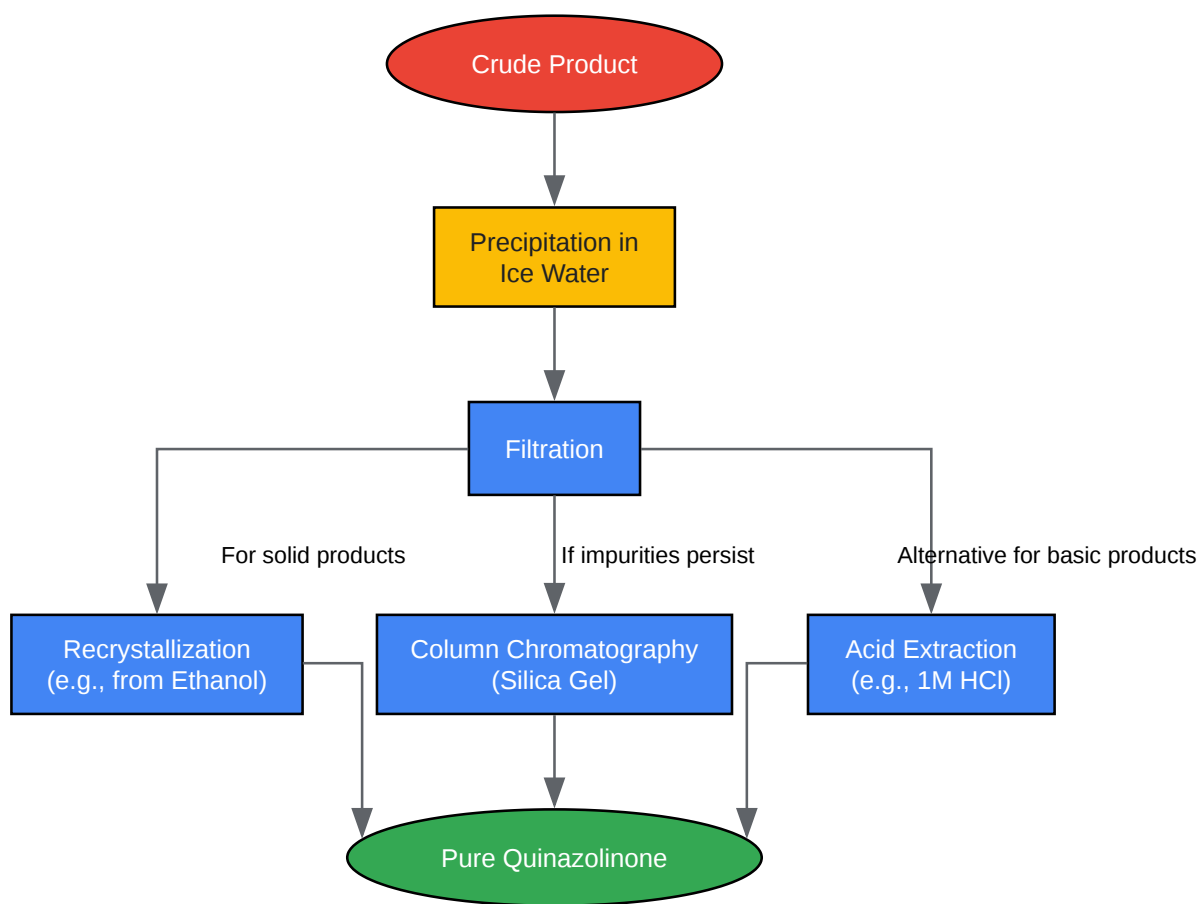 Crude Product
Precipitation in
Ice Water
Filtration
For solid products
If impurities persist
Alternative for basic products
Recrystallization
(e.g., from Ethanol)
Column Chromatography
(Silica Gel)
Acid Extraction
(e.g., 1M HCl)
Pure Quinazolinone